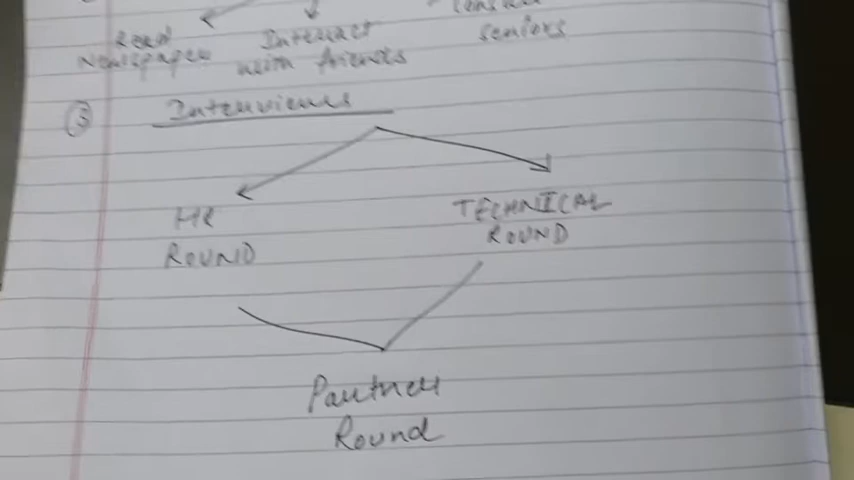 Read
Newspaper
Interact
with friends
seniors
③ Interviews
HR
ROUND
TECHNICAL
ROUND
Partner
Round